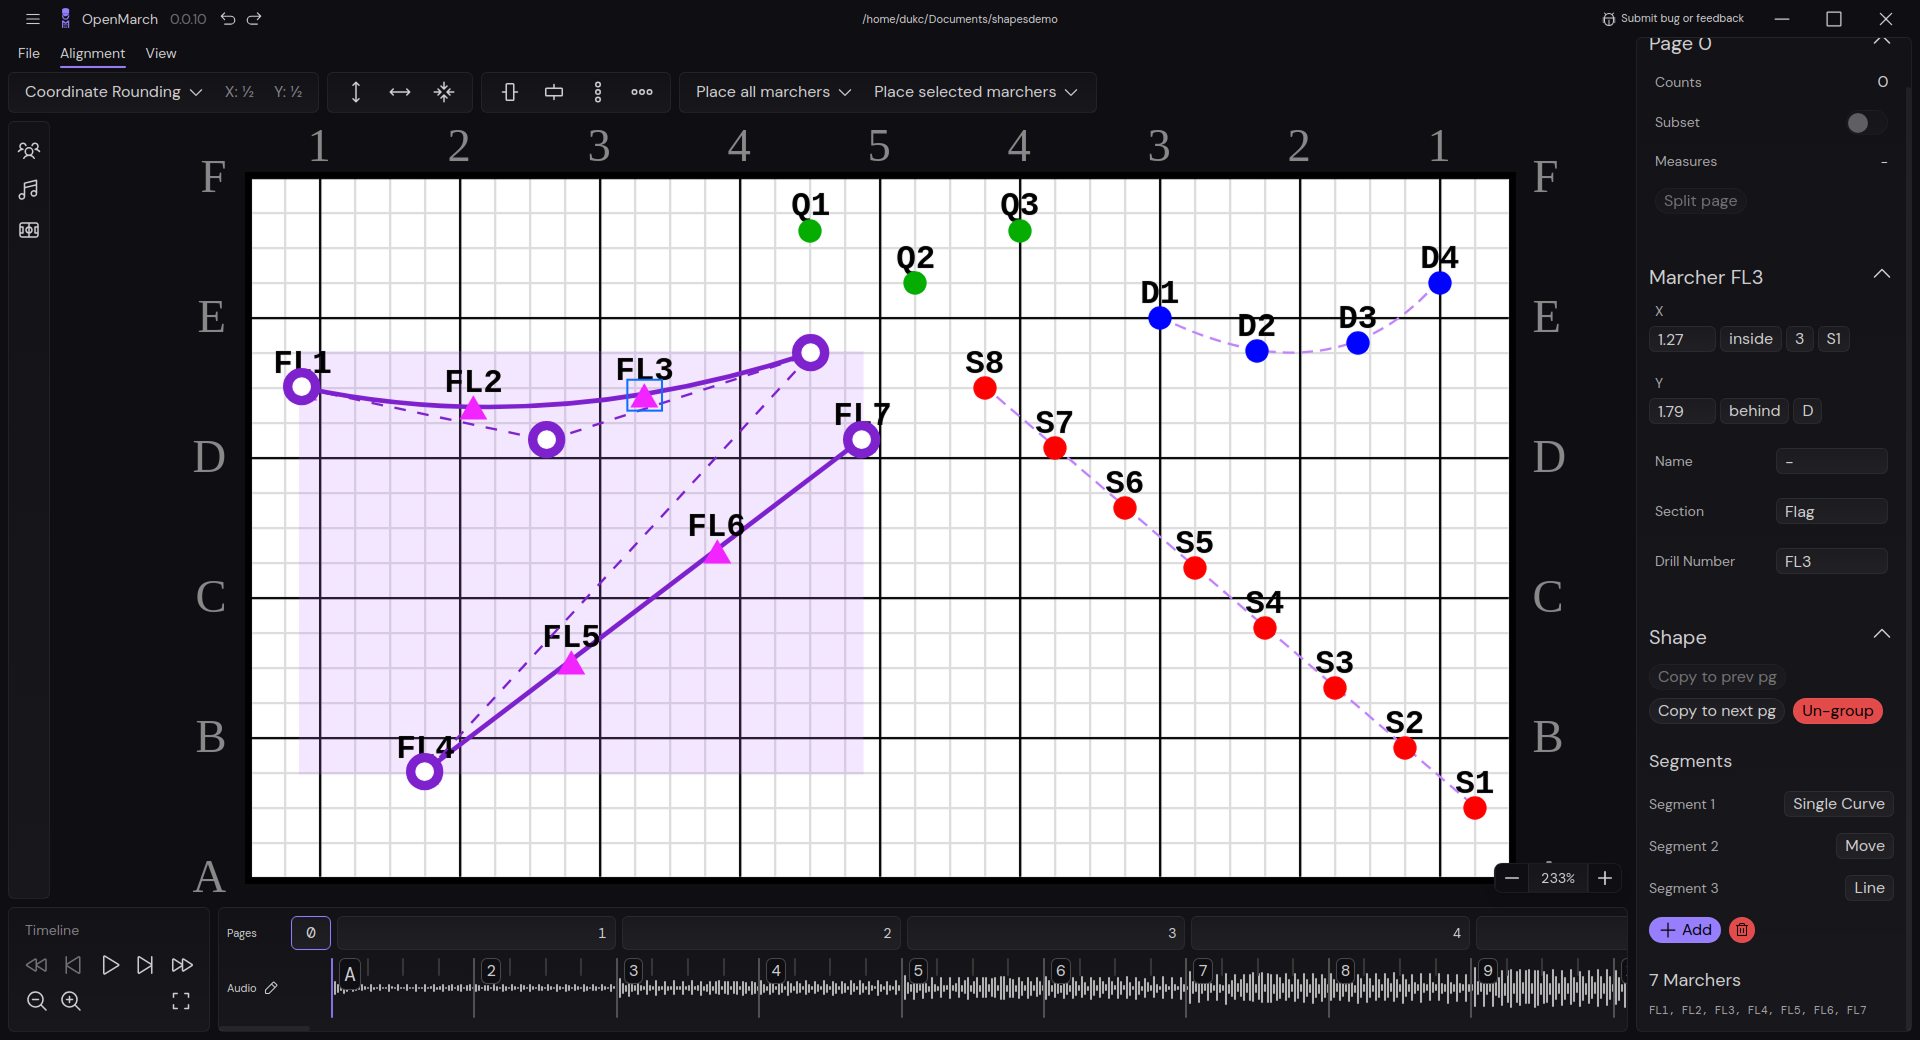 OpenMarch 0.0.10
/home/dukc/Documents/shapesdemo
Submit bug or feedback
File Alignment View
Coordinate Rounding X: ½ Y: ½
Place all marchers Place selected marchers
1 2 3 4 5 4 3 2 1
F F
E E
D D
C C
B B
A
Q1 Q3
Q2 D4
D1
D2 D3
FL1 FL2 FL3 S8
FL7 S7
S6
FL6 S5
S4
FL5 S3
FL4 S2
S1
233%
Page 0
Counts 0
Subset
Measures -
Split page
Marcher FL3
X
1.27 inside 3 S1
Y
1.79 behind D
Name -
Section Flag
Drill Number FL3
Shape
Copy to prev pg
Copy to next pg Un-group
Segments
Segment 1 Single Curve
Segment 2 Move
Segment 3 Line
Add
7 Marchers
FL1, FL2, FL3, FL4, FL5, FL6, FL7
Timeline
Pages 0 1 2 3 4
Audio A 2 3 4 5 6 7 8 9